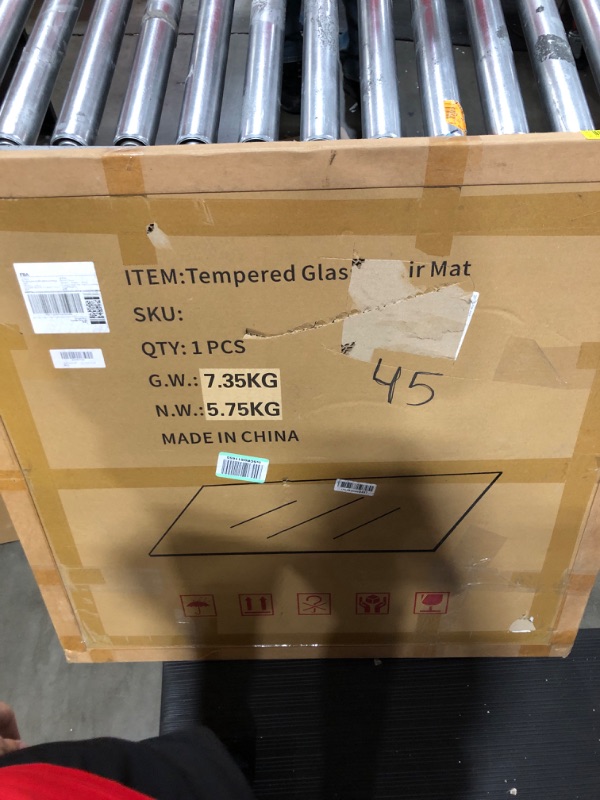 ITEM:Tempered Glas ir Mat
SKU:
QTY: 1 PCS
G.W.: 7.35KG
N.W.: 5.75KG
MADE IN CHINA
45